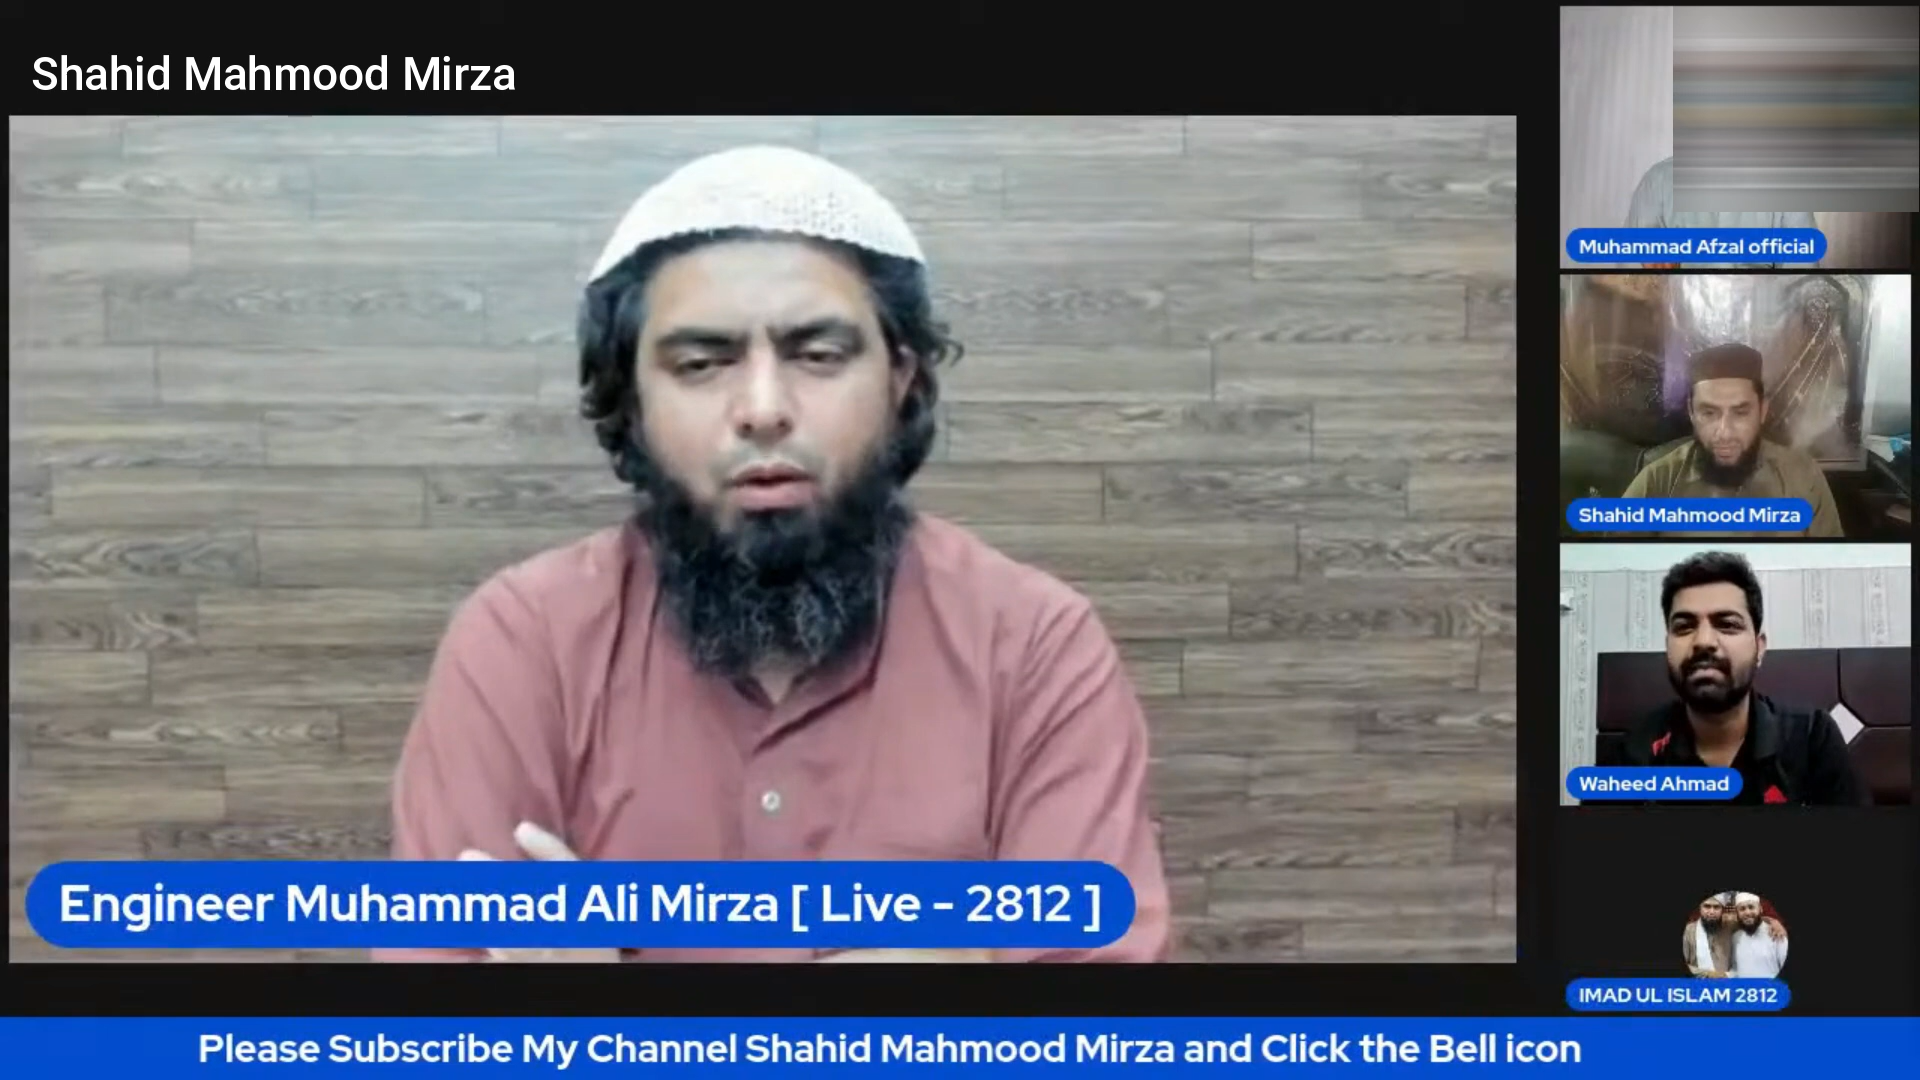 Shahid Mahmood Mirza
Muhammad Afzal official
Shahid Mahmood Mirza
Waheed Ahmad
Engineer Muhammad Ali Mirza [ Live - 2812 ]
IMAD UL ISLAM 2812
Please Subscribe My Channel Shahid Mahmood Mirza and Click the Bell icon